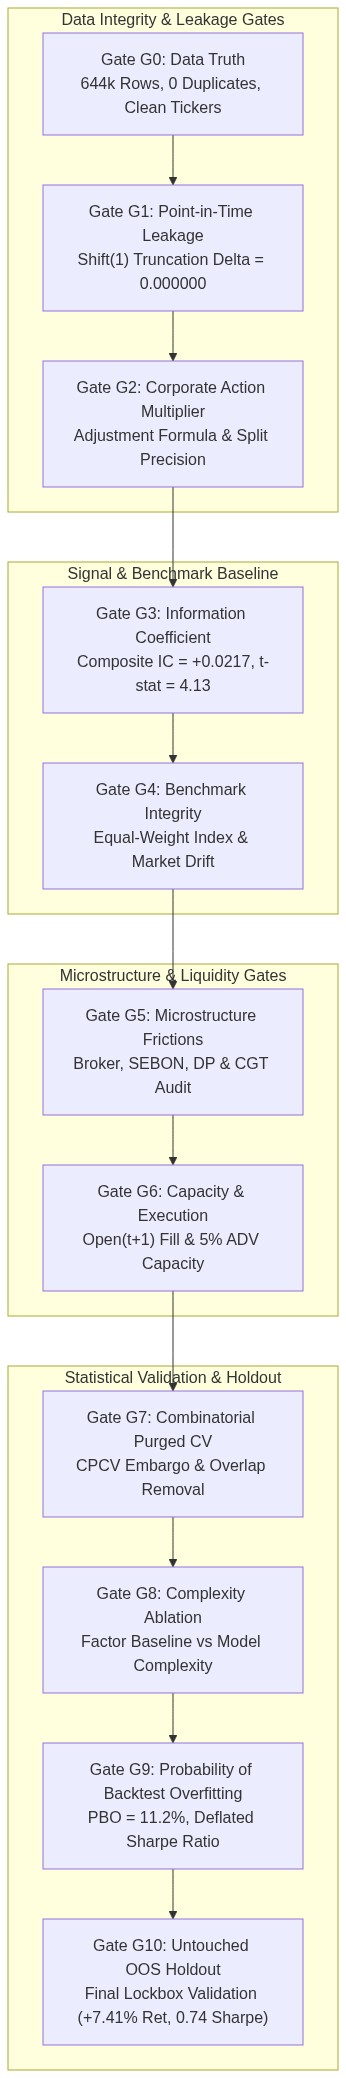 Data Integrity & Leakage Gates
Gate G0: Data Truth
644k Rows, 0 Duplicates,
Clean Tickers
Gate G1: Point-in-Time
Leakage
Shift(1) Truncation Delta =
0.000000
Gate G2: Corporate Action
Multiplier
Adjustment Formula & Split
Precision
Signal & Benchmark Baseline
Gate G3: Information
Coefficient
Composite IC = +0.0217, t-
stat = 4.13
Gate G4: Benchmark
Integrity
Equal-Weight Index &
Market Drift
Microstructure & Liquidity Gates
Gate G5: Microstructure
Frictions
Broker, SEBON, DP & CGT
Audit
Gate G6: Capacity &
Execution
Open(t+1) Fill & 5% ADV
Capacity
Statistical Validation & Holdout
Gate G7: Combinatorial
Purged CV
CPCV Embargo & Overlap
Removal
Gate G8: Complexity
Ablation
Factor Baseline vs Model
Complexity
Gate G9: Probability of
Backtest Overfitting
PBO = 11.2%, Deflated
Sharpe Ratio
Gate G10: Untouched
OOS Holdout
Final Lockbox Validation
(+7.41% Ret, 0.74 Sharpe)